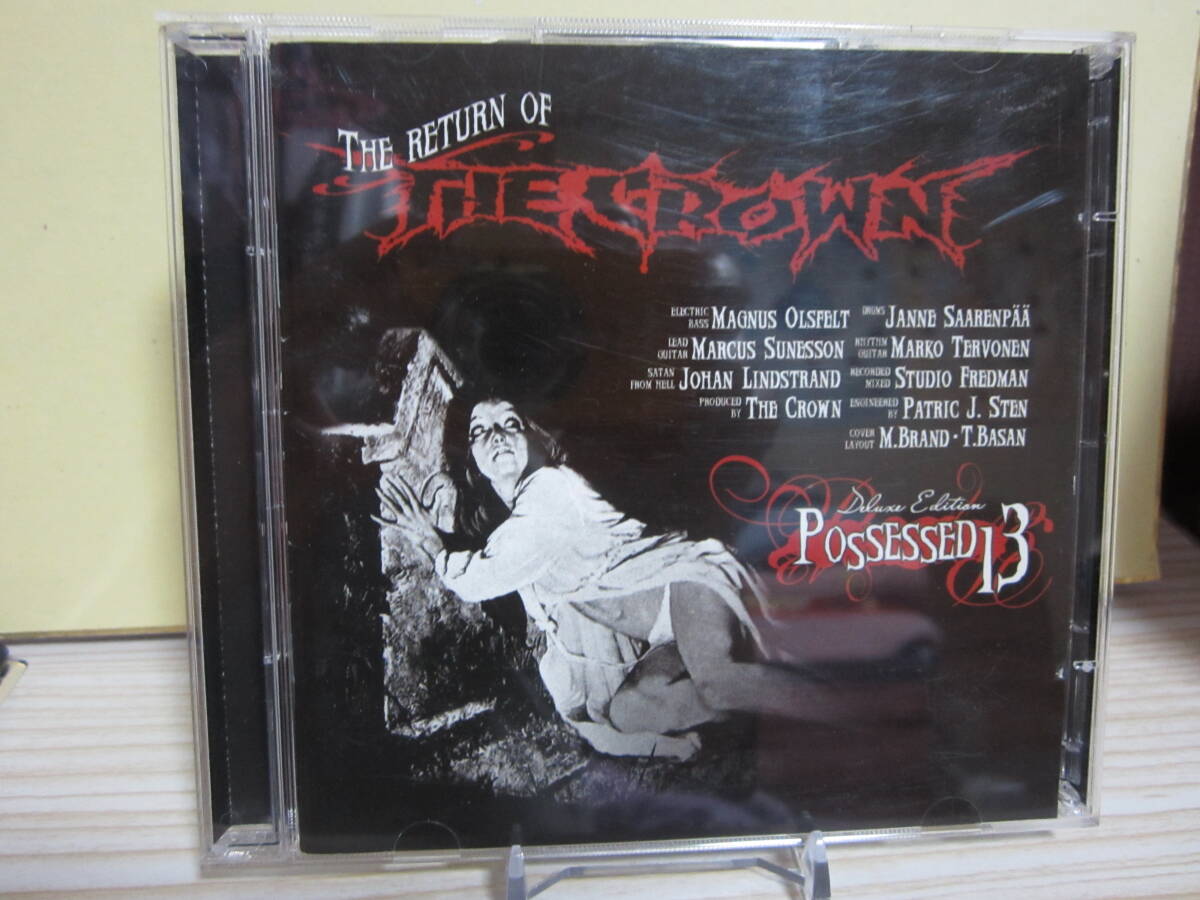 THE RETURN OF
THE CROWN
ELECTRIC BASS MAGNUS OLSFELT DRUMS JANNE SAARENPÄÄ
LEAD GUITAR MARCUS SUNESSON RHYTHM GUITAR MARKO TERVONEN
SATAN FROM HELL JOHAN LINDSTRAND RECORDED MIXED STUDIO FREDMAN
PRODUCED BY THE CROWN ENGINEERED BY PATRIC J. STEN
COVER LAYOUT M.BRAND · T.BASAN
Deluxe Edition
POSSESSED 13